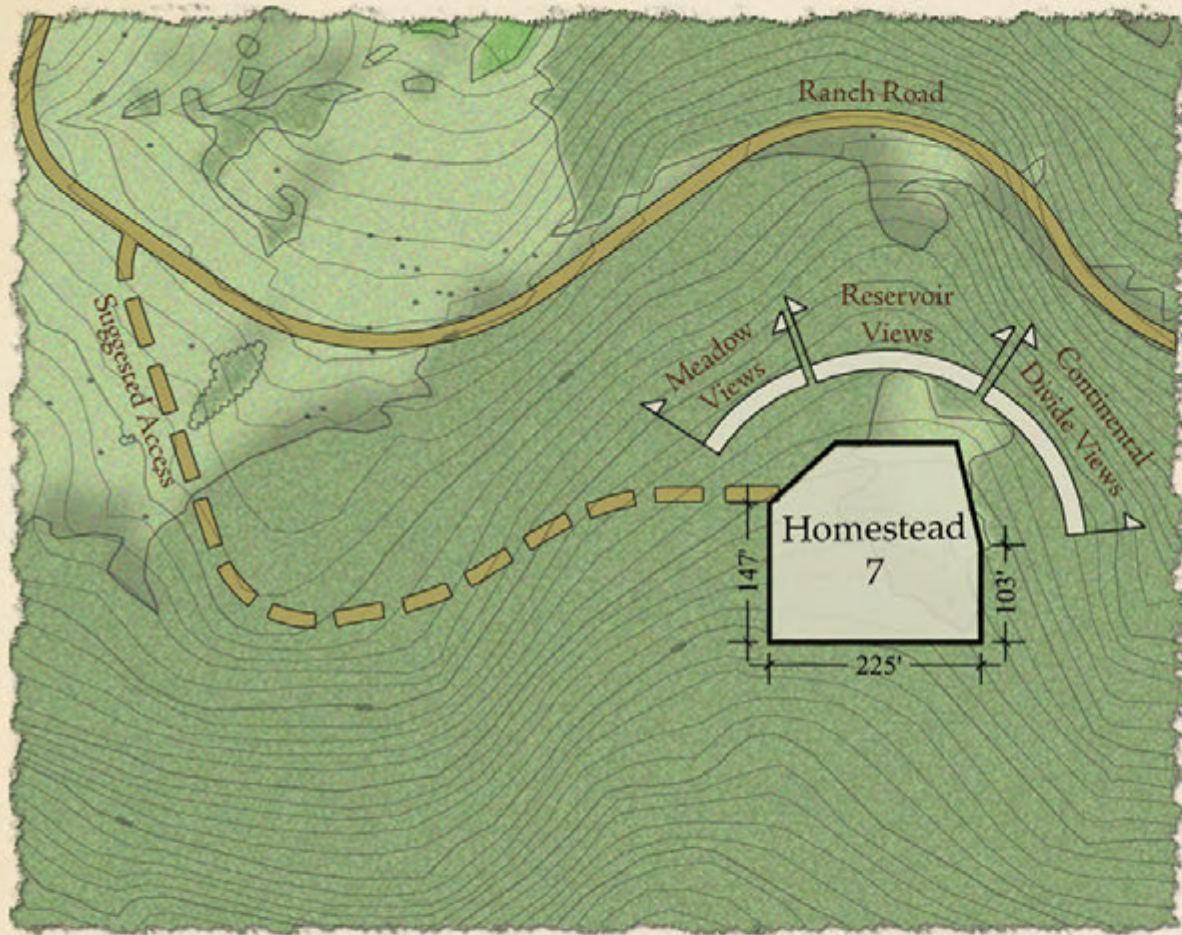 Ranch Road
Reservoir
Views
Meadow
Views
Continental
Divide Views
Suggested Access
Homestead
7
147'
103'
225'